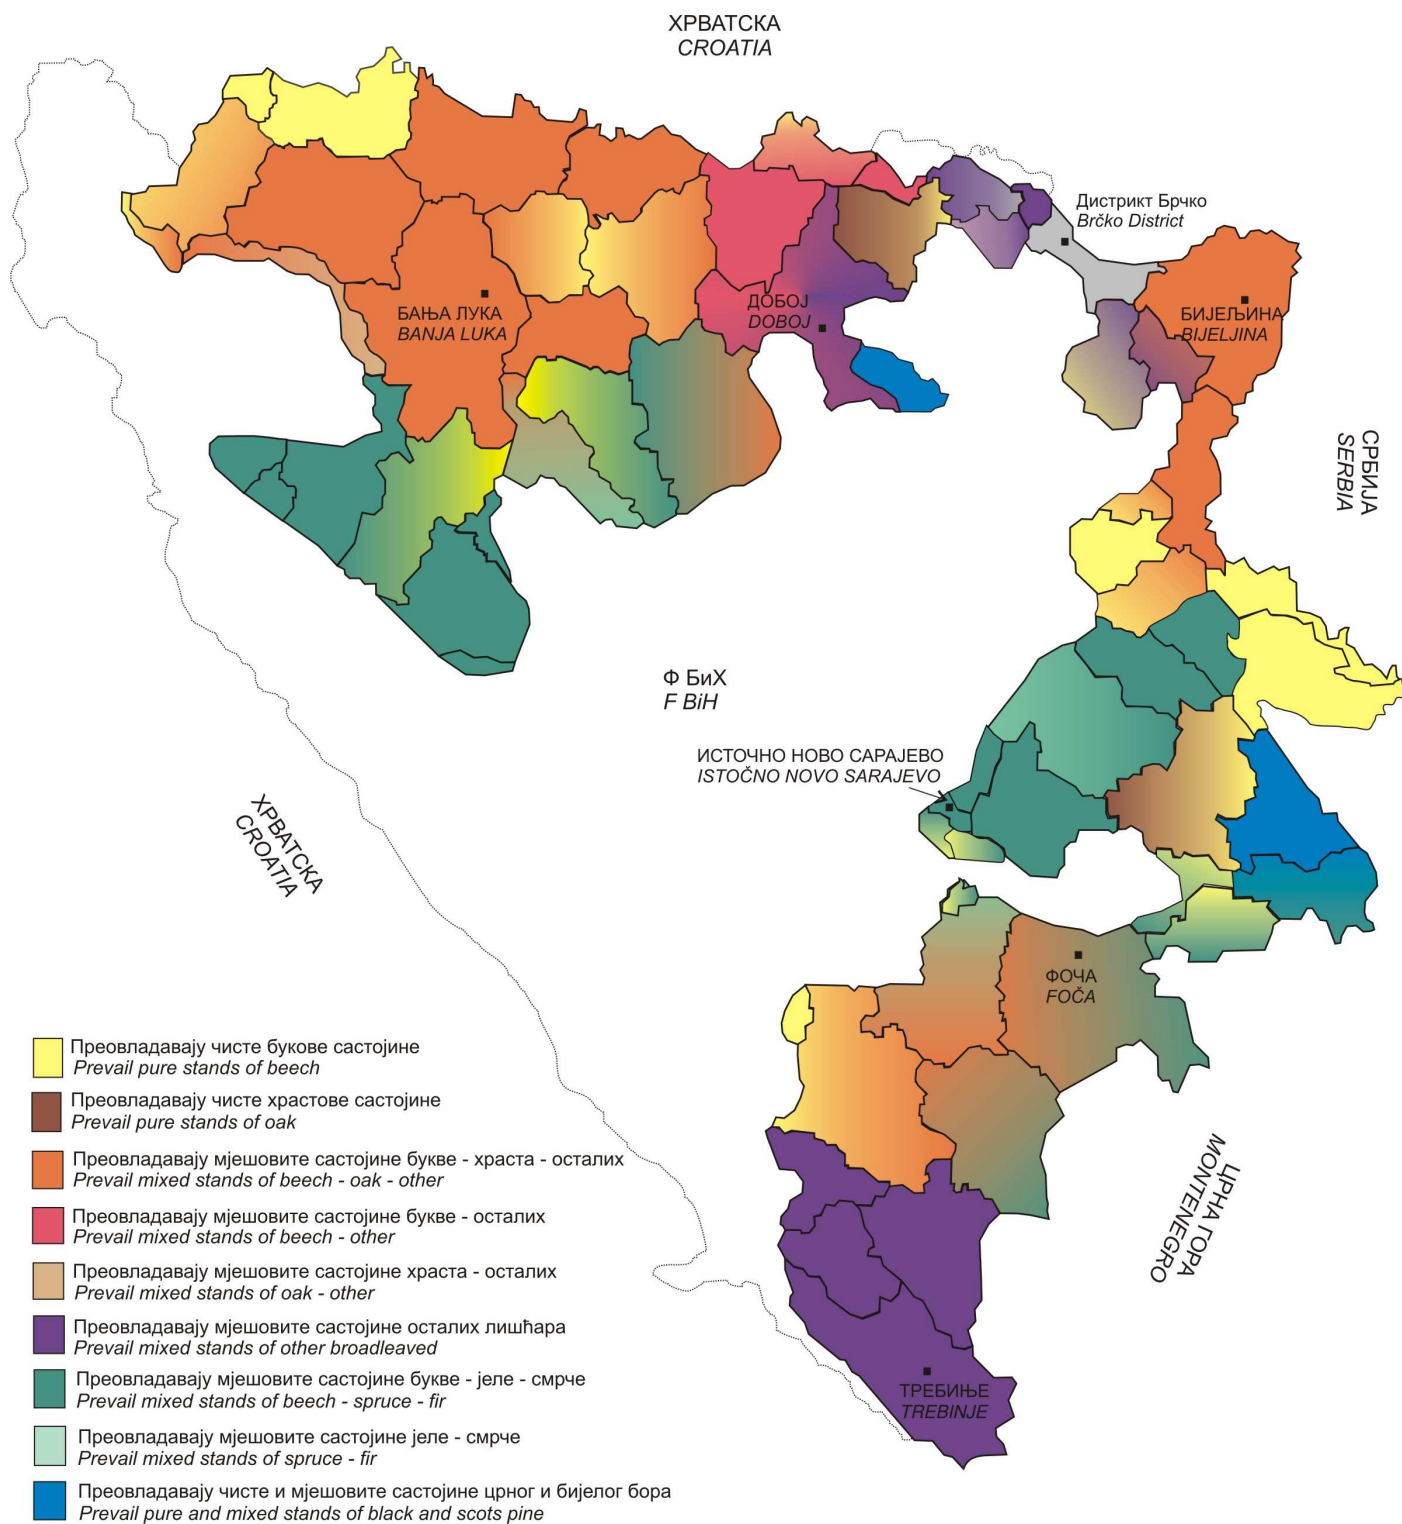 ХРВАТСКА
CROATIA
Дистрикт Брчко
Brčko District
БАЊА ЛУКА
BANJA LUKA
ДОБОЈ
DOBOJ
БИЈЕЉИНА
BIJELJINA
СРБИЈА
SERBIA
Ф БиХ
F BiH
ИСТОЧНО НОВО САРАЈЕВО
ISTOČNO NOVO SARAJEVO
ХРВАТСКА
CROATIA
ФОЧА
FOČA
ЦРНА ГОРА
MONTENEGRO
ТРЕБИЊЕ
TREBINJE
Преовладавају чисте букове састојине
Prevail pure stands of beech
Преовладавају чисте храстове састојине
Prevail pure stands of oak
Преовладавају мјешовите састојине букве - храста - осталих
Prevail mixed stands of beech - oak - other
Преовладавају мјешовите састојине букве - осталих
Prevail mixed stands of beech - other
Преовладавају мјешовите састојине храста - осталих
Prevail mixed stands of oak - other
Преовладавају мјешовите састојине осталих лишћара
Prevail mixed stands of other broadleaved
Преовладавају мјешовите састојине букве - јеле - смрче
Prevail mixed stands of beech - spruce - fir
Преовладавају мјешовите састојине јеле - смрче
Prevail mixed stands of spruce - fir
Преовладавају чисте и мјешовите састојине црног и бијелог бора
Prevail pure and mixed stands of black and scots pine